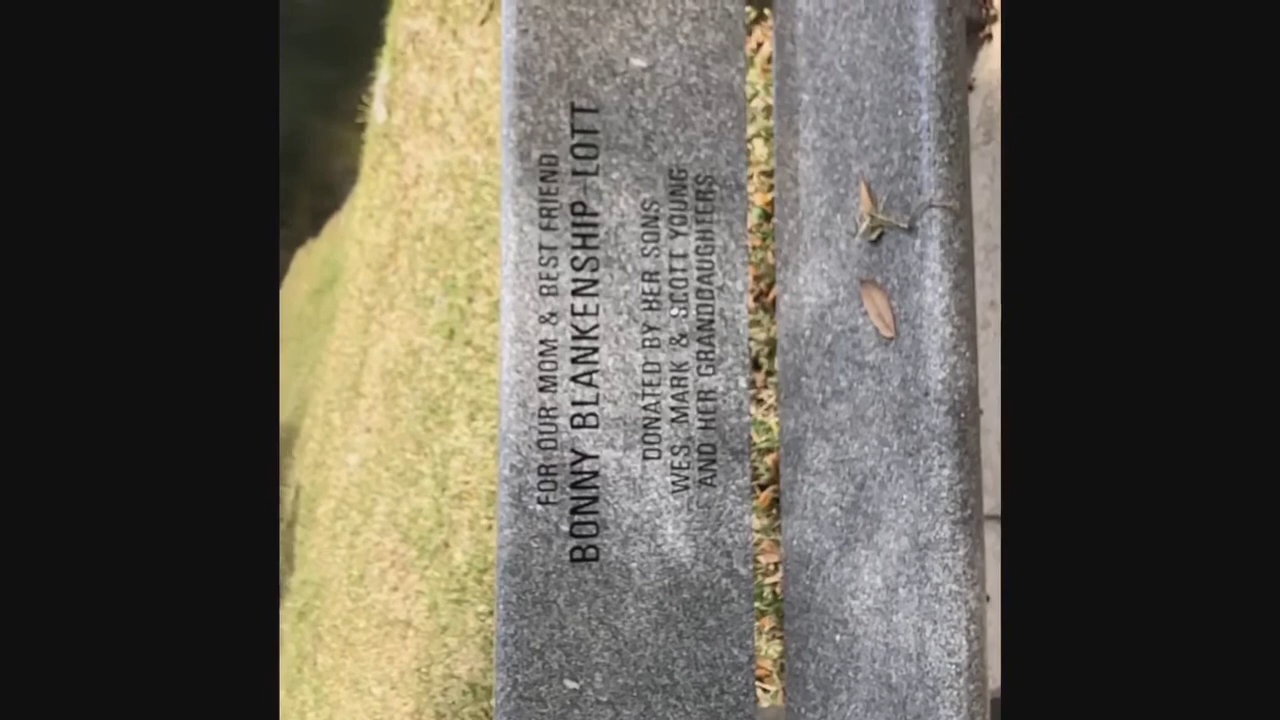 FOR OUR MOM & BEST FRIEND
BONNY BLANKENSHIP LOTT
DONATED BY HER SONS
WES, MARK & SCOTT YOUNG
AND HER GRANDDAUGHTERS